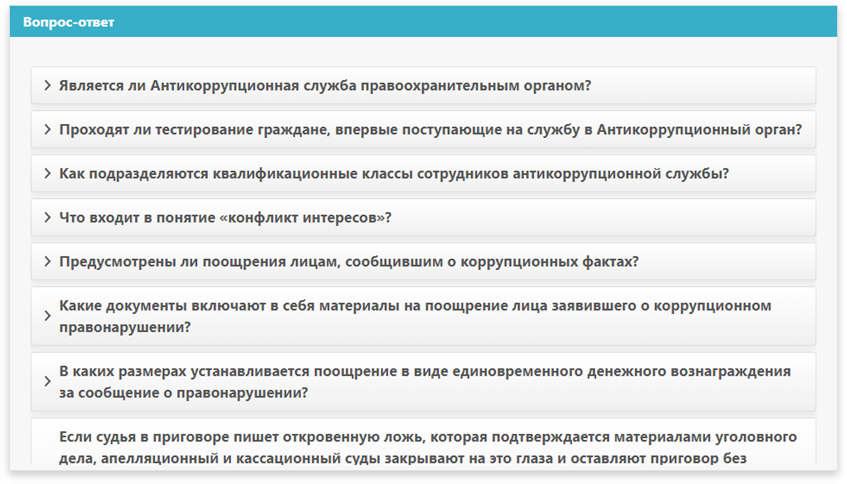 Вопрос-ответ
Является ли Антикоррупционная служба правоохранительным органом?
Проходят ли тестирование граждане, впервые поступающие на службу в Антикоррупционный орган?
Как подразделяются квалификационные классы сотрудников антикоррупционной службы?
Что входит в понятие «конфликт интересов»?
Предусмотрены ли поощрения лицам, сообщившим о коррупционных фактах?
Какие документы включают в себя материалы на поощрение лица заявившего о коррупционном
правонарушении?
В каких размерах устанавливается поощрение в виде единовременного денежного вознаграждения
за сообщение о правонарушении?
Если судья в приговоре пишет откровенную ложь, которая подтверждается материалами уголовного
дела, апелляционный и кассационный суды закрывают на это глаза и оставляют приговор без